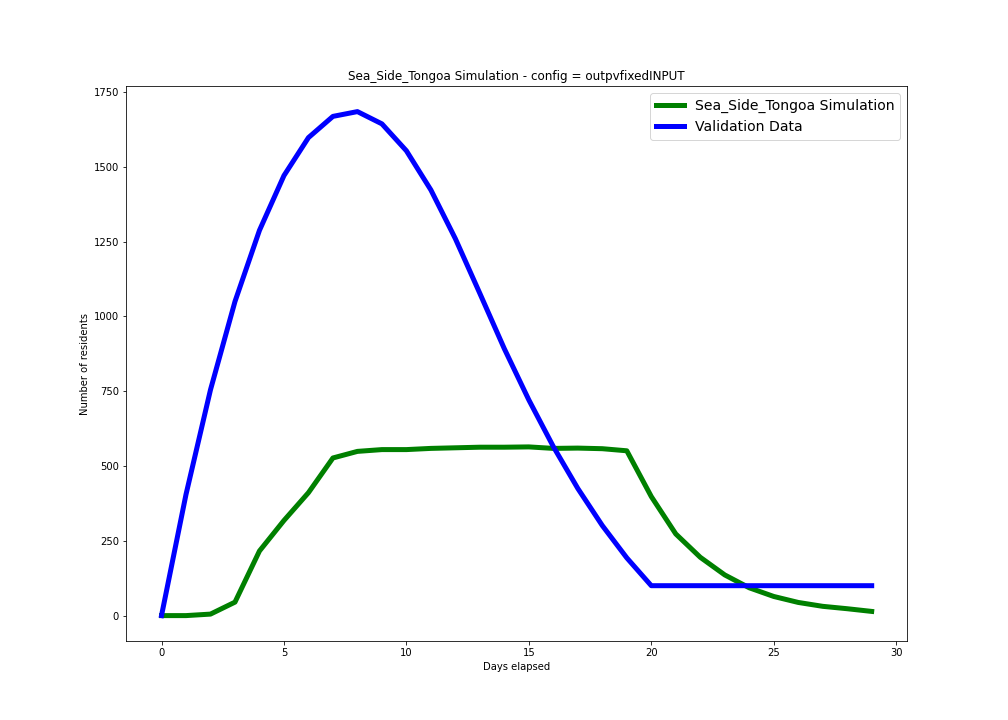 Sea_Side_Tongoa Simulation - config = outpvfixedINPUT
Sea_Side_Tongoa Simulation
Validation Data
1750
1500
1250
1000
750
500
250
0
Number of residents
0 5 10 15 20 25 30
Days elapsed